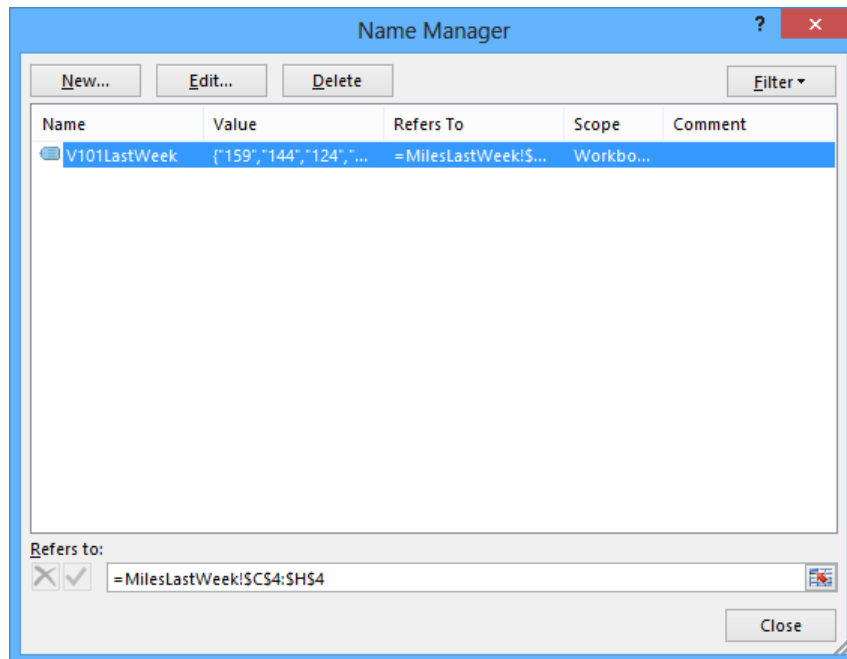 Name Manager
? ×
New... Edit... Delete Filter
Name Value Refers To Scope Comment
V101LastWeek {"159","144","124","... =MilesLastWeek!$... Workbo...
Refers to:
=MilesLastWeek!$C$4:$H$4
Close